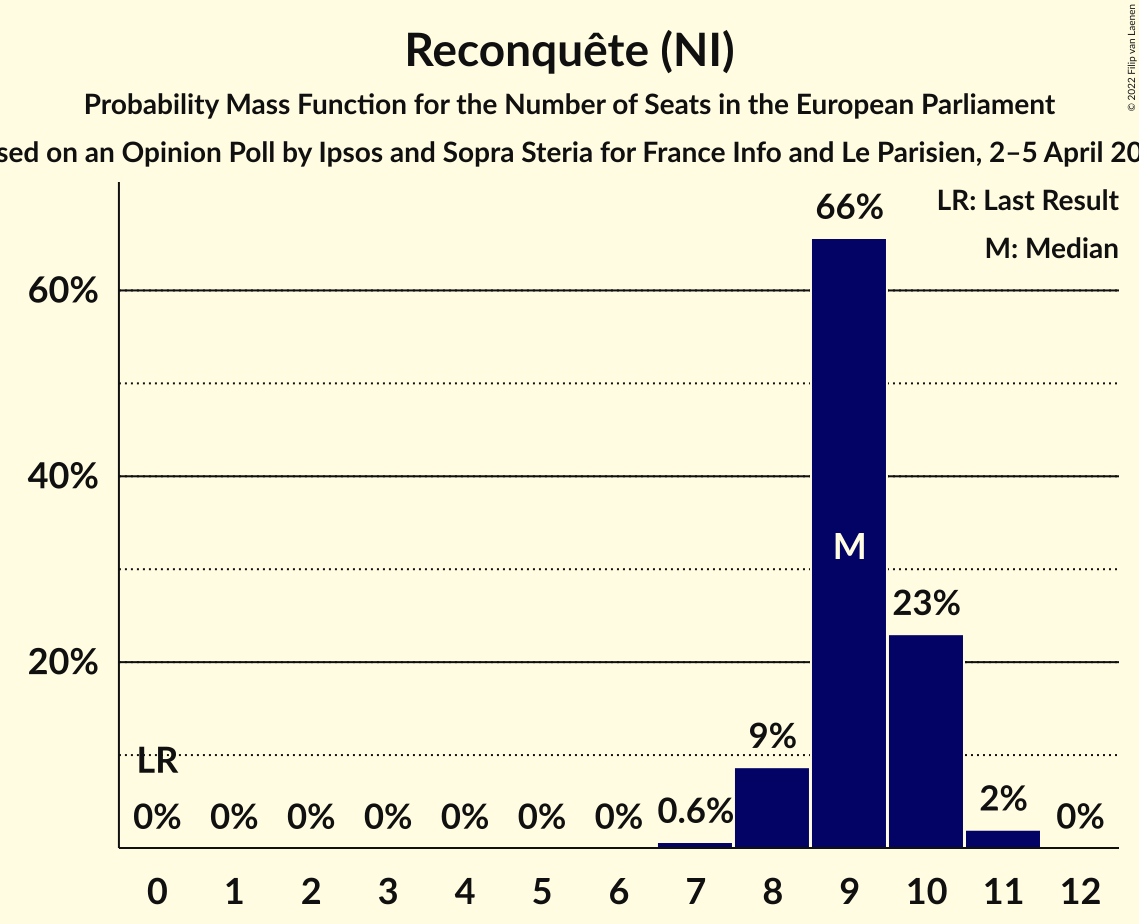 Reconquête (NI)
Probability Mass Function for the Number of Seats in the European Parliament
sed on an Opinion Poll by Ipsos and Sopra Steria for France Info and Le Parisien, 2–5 April 20
© 2022 Filip van Laenen
LR: Last Result
M: Median
66%
60%
40%
M
23%
20%
9%
LR
0% 0% 0% 0% 0% 0% 0% 0.6% 2% 0%
0 1 2 3 4 5 6 7 8 9 10 11 12